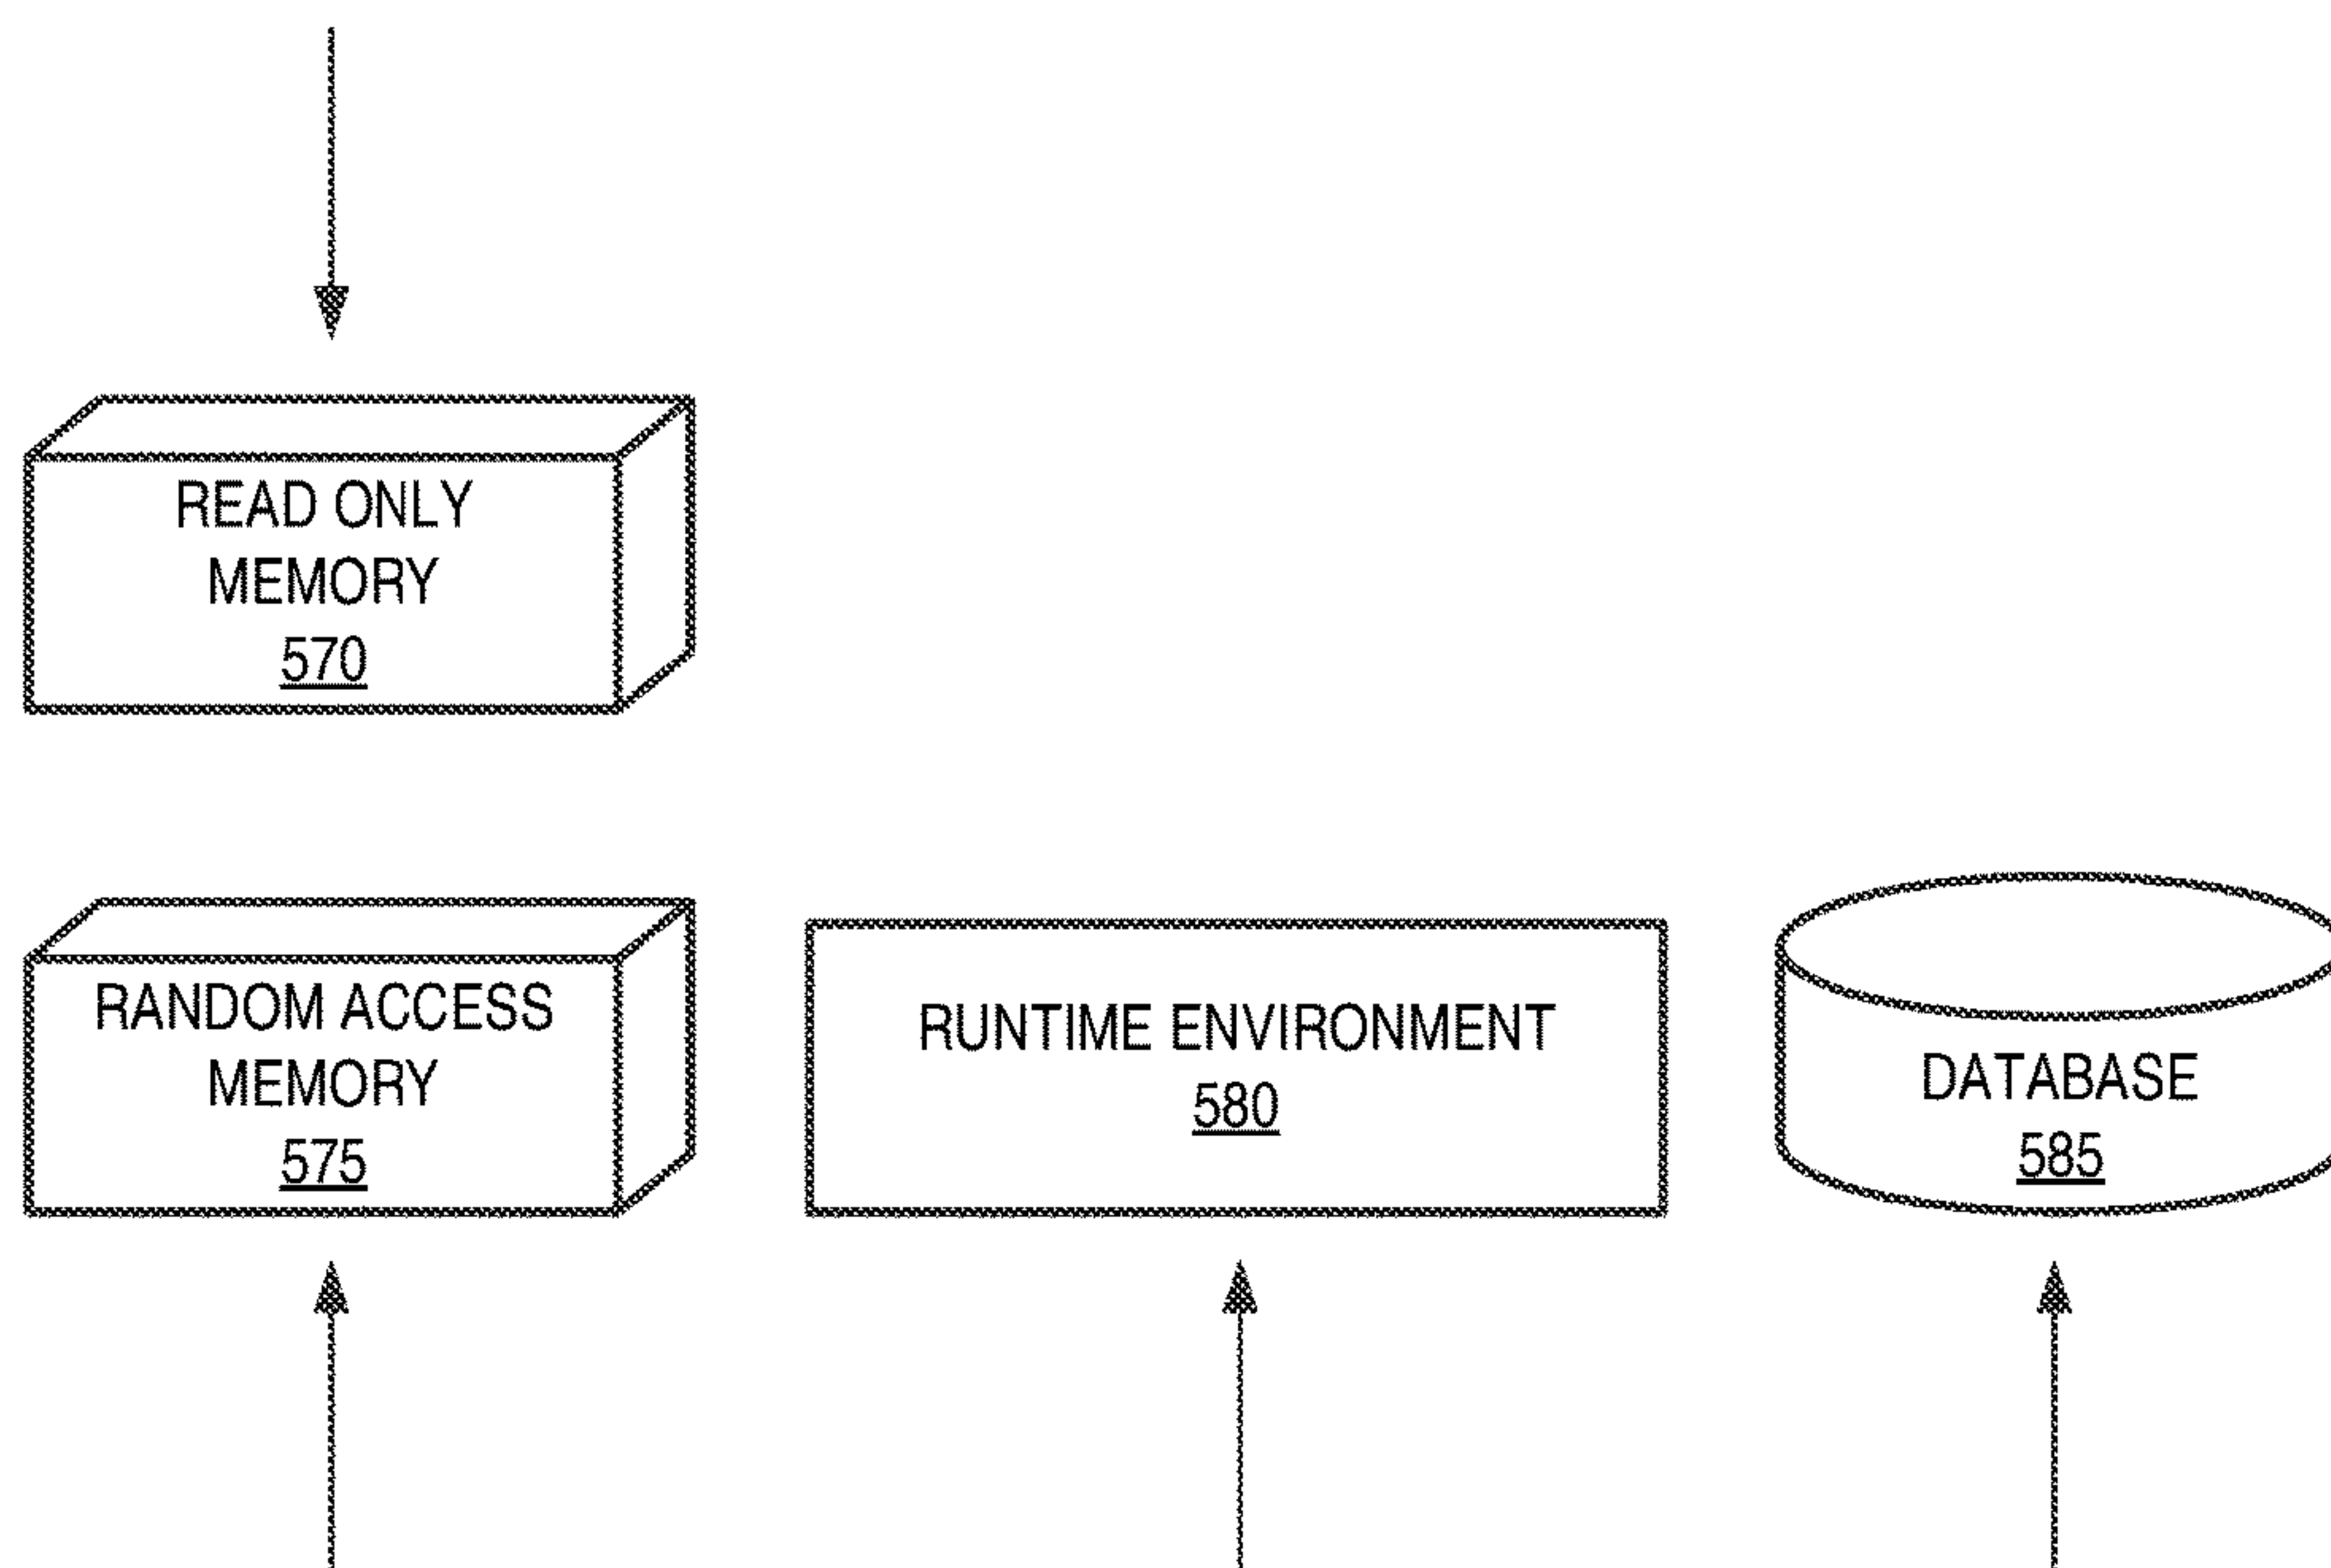 READ ONLY
MEMORY
570
RANDOM ACCESS
MEMORY
575
RUNTIME ENVIRONMENT
580
DATABASE
585